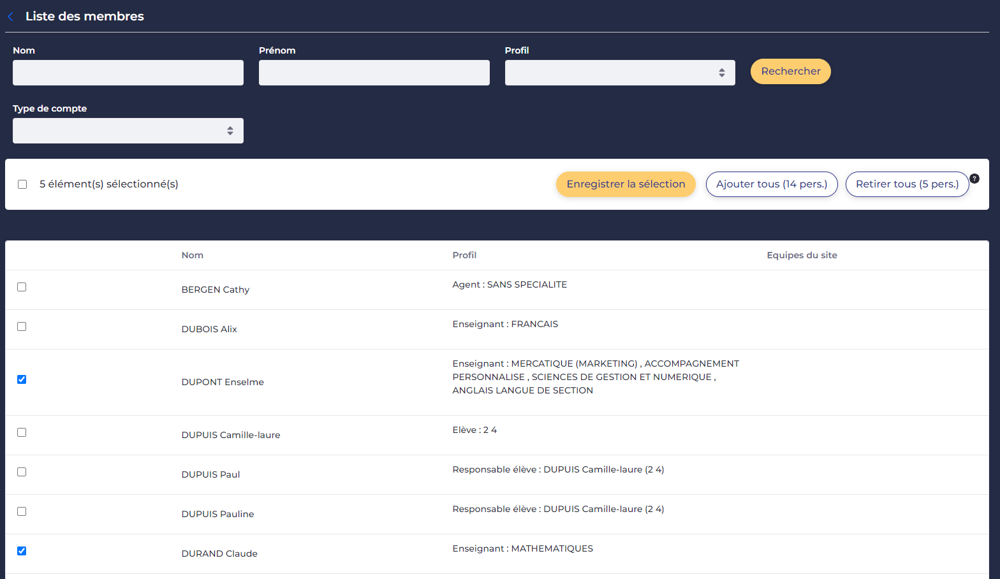 Liste des membres
Nom
Prénom
Profil
Rechercher
Type de compte
5 élément(s) sélectionné(s)
Enregistrer la sélection
Ajouter tous (14 pers.)
Retirer tous (5 pers.)
?
Nom
Profil
Equipes du site
BERGEN Cathy
Agent : SANS SPECIALITE
DUBOIS Alix
Enseignant : FRANCAIS
DUPONT Enselme
Enseignant : MERCATIQUE (MARKETING) , ACCOMPAGNEMENT
PERSONNALISE , SCIENCES DE GESTION ET NUMERIQUE ,
ANGLAIS LANGUE DE SECTION
DUPUIS Camille-laure
Elève : 2 4
DUPUIS Paul
Responsable élève : DUPUIS Camille-laure (2 4)
DUPUIS Pauline
Responsable élève : DUPUIS Camille-laure (2 4)
DURAND Claude
Enseignant : MATHEMATIQUES